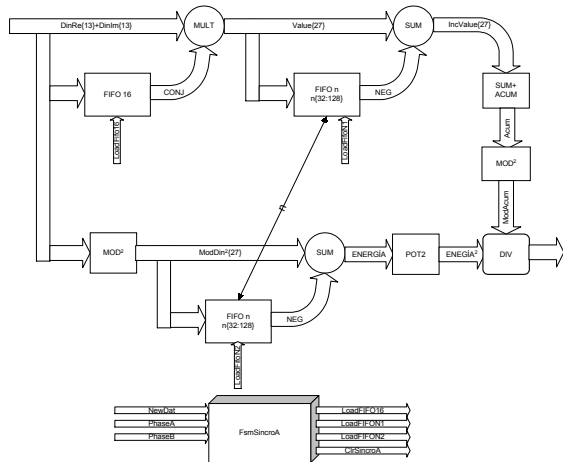 DinRe{13}+DinIm{13}
MULT
Value{27}
SUM
IncValue{27}
FIFO 16
CONJ
FIFO n
n{32:128}
NEG
SUM+
ACUM
LoadFifo16
LoadFifoN1
Acum
MOD²
n
ModAcum
MOD²
ModDin²{27}
SUM
ENERGÍA
POT2
ENEGÍA²
DIV
FIFO n
n{32:128}
NEG
LoadFifoN2
NewDat
PhaseA
PhaseB
FsmSincroA
LoadFIFO16
LoadFIFON1
LoadFIFON2
ClrSincroA